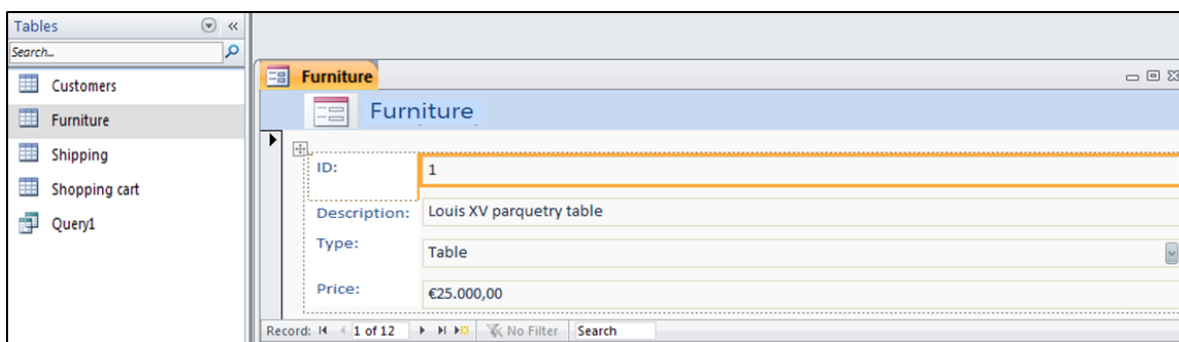 Tables
Search...
Customers
Furniture
Shipping
Shopping cart
Query1
Furniture
Furniture
ID: 1
Description: Louis XV parquetry table
Type: Table
Price: €25.000,00
Record: 1 of 12 No Filter Search